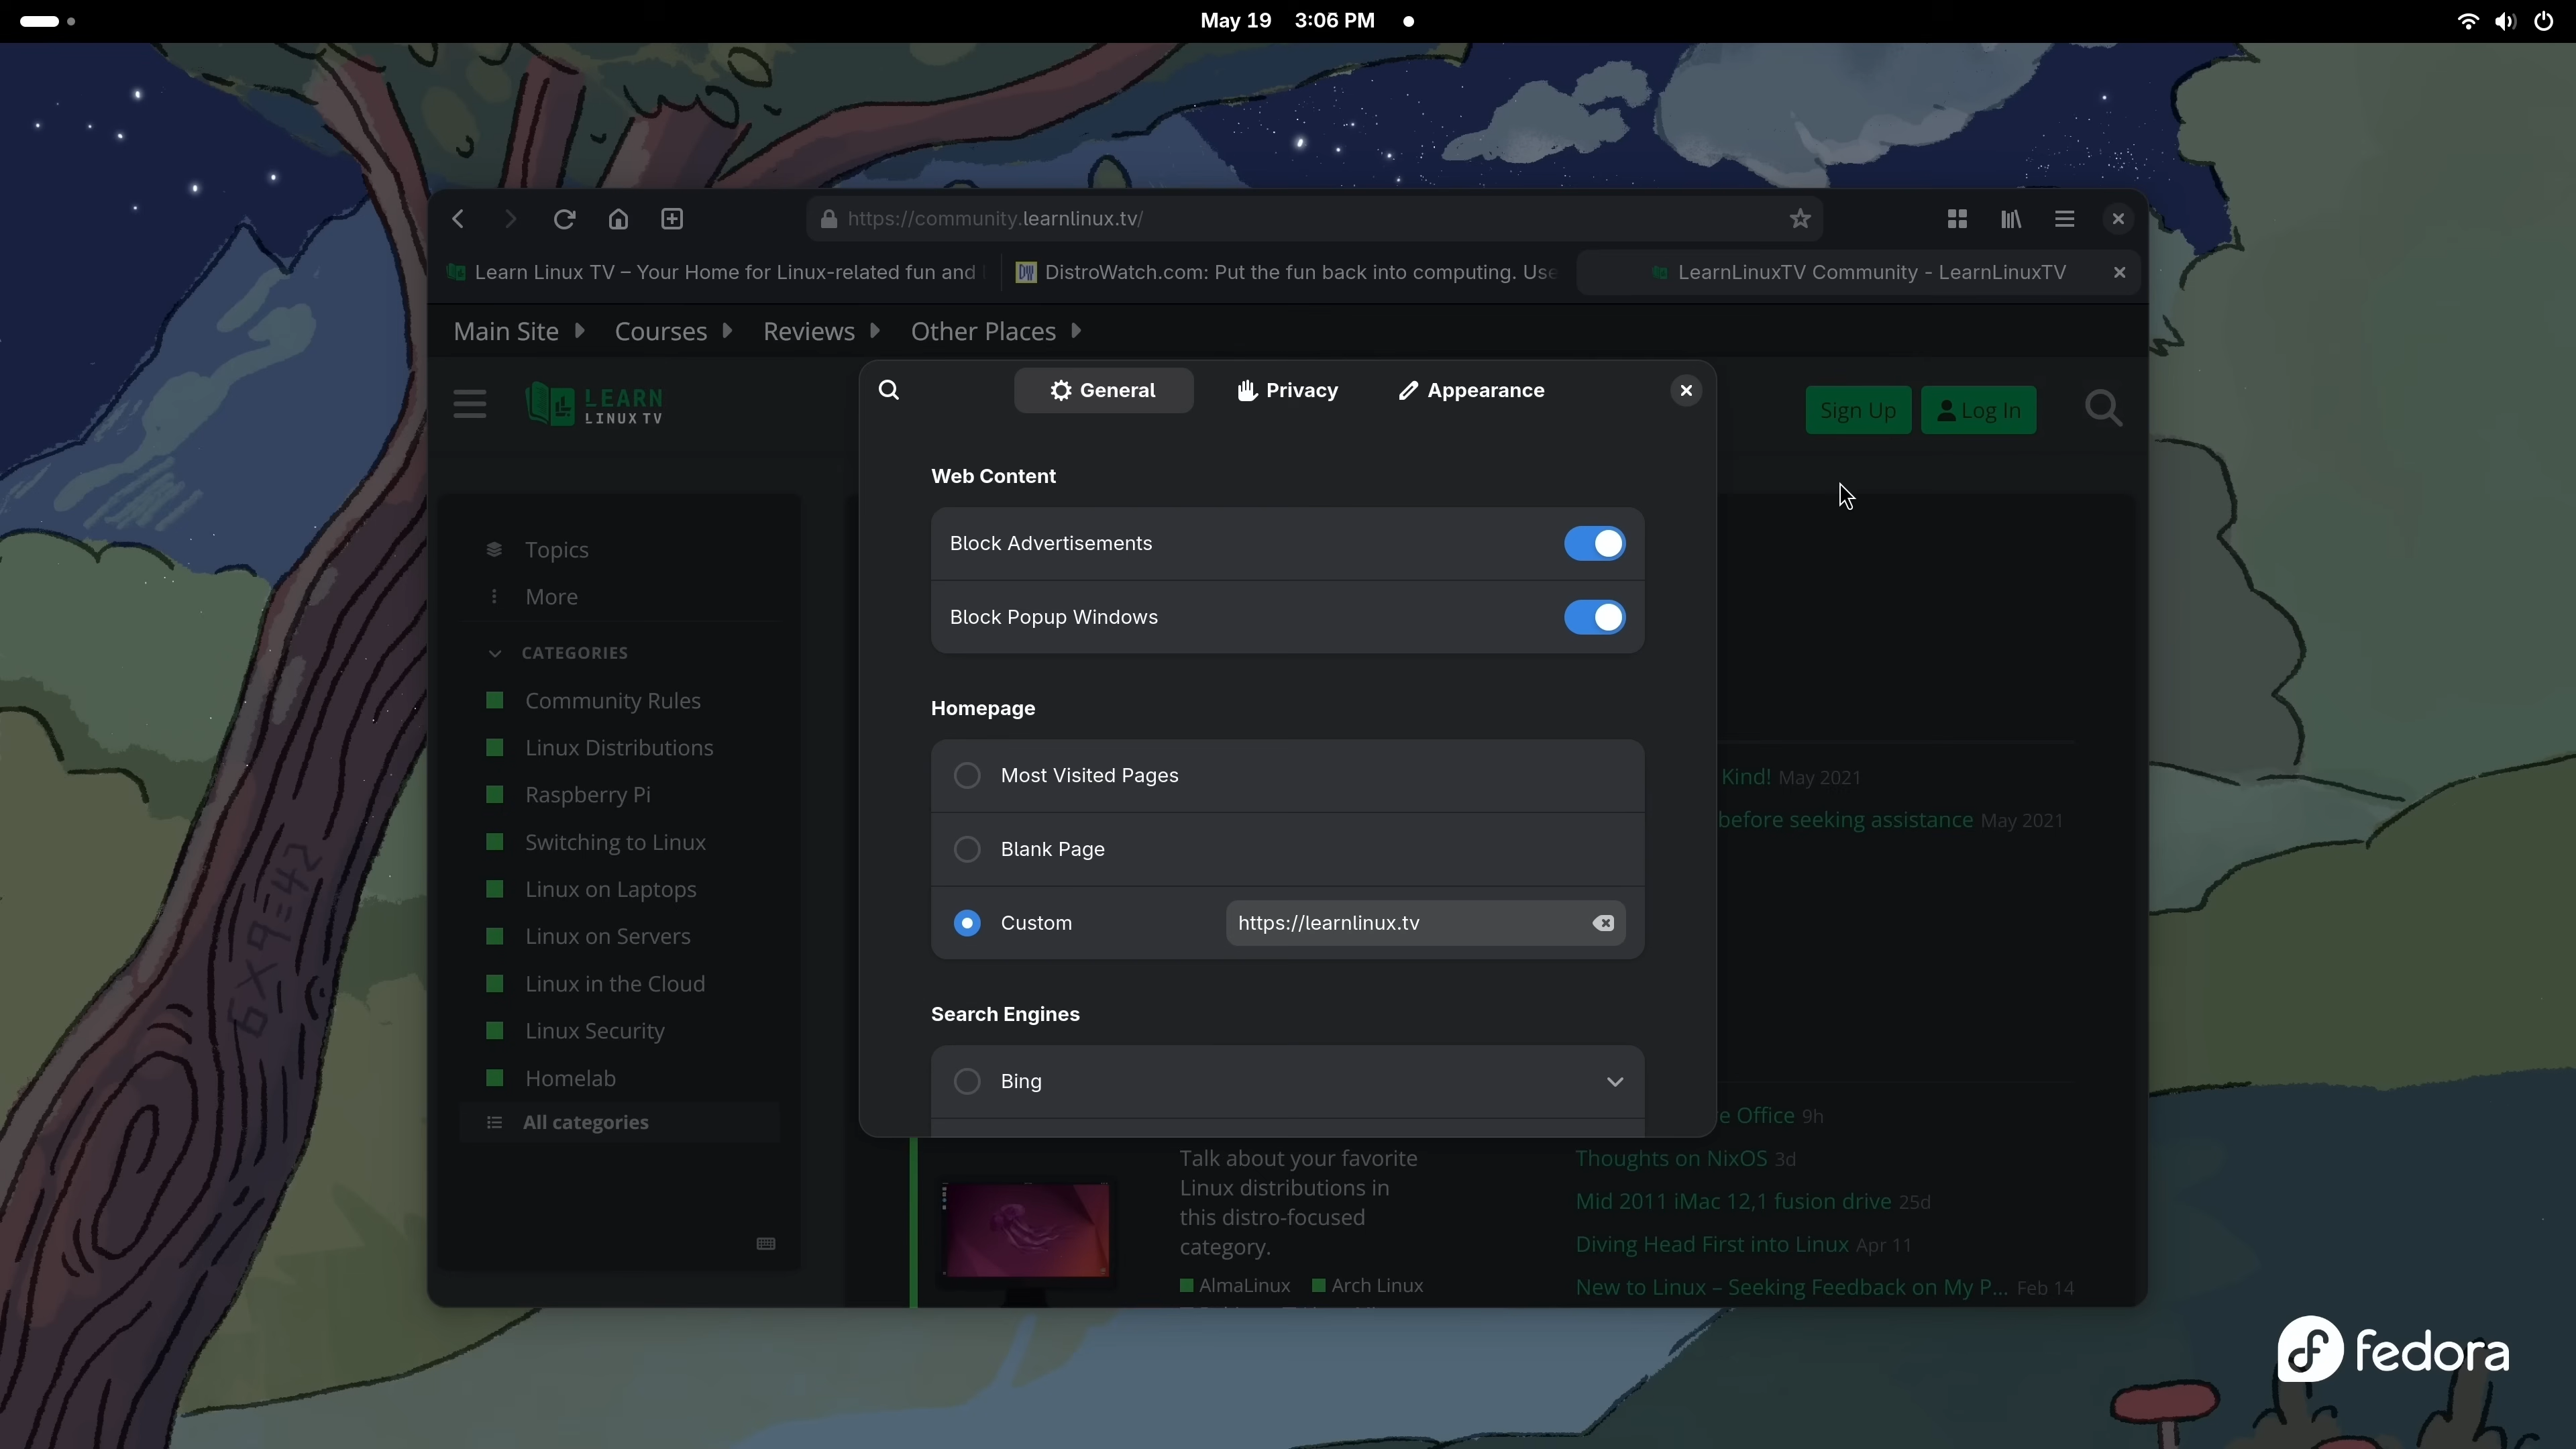 May 19 3:06 PM
https://community.learnlinux.tv/
Learn Linux TV – Your Home for Linux-related fun and
DistroWatch.com: Put the fun back into computing. Use
LearnLinuxTV Community - LearnLinuxTV
Main Site
Courses
Reviews
Other Places
LEARN
LINUX TV
General
Privacy
Appearance
Sign Up
Log In
Topics
More
CATEGORIES
Community Rules
Linux Distributions
Raspberry Pi
Switching to Linux
Linux on Laptops
Linux on Servers
Linux in the Cloud
Linux Security
Homelab
All categories
Web Content
Block Advertisements
Block Popup Windows
Homepage
Most Visited Pages
Blank Page
Custom
https://learnlinux.tv
Search Engines
Bing
Kind! May 2021
before seeking assistance May 2021
e Office 9h
Thoughts on NixOS 3d
Mid 2011 iMac 12,1 fusion drive 25d
Diving Head First into Linux Apr 11
New to Linux – Seeking Feedback on My P... Feb 14
Talk about your favorite
Linux distributions in
this distro-focused
category.
AlmaLinux
Arch Linux
6×9=42
fedora